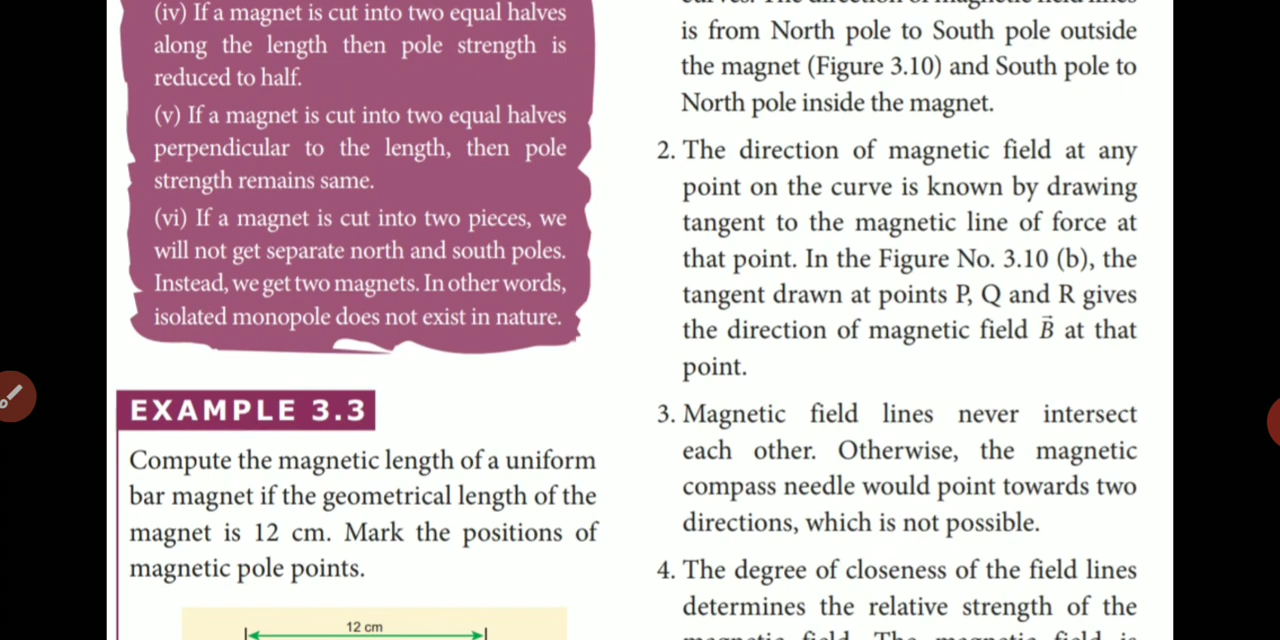 (iv) If a magnet is cut into two equal halves
along the length then pole strength is
reduced to half.
(v) If a magnet is cut into two equal halves
perpendicular to the length, then pole
strength remains same.
(vi) If a magnet is cut into two pieces, we
will not get separate north and south poles.
Instead, we get two magnets. In other words,
isolated monopole does not exist in nature.
EXAMPLE 3.3
Compute the magnetic length of a uniform
bar magnet if the geometrical length of the
magnet is 12 cm. Mark the positions of
magnetic pole points.
12 cm
is from North pole to South pole outside
the magnet (Figure 3.10) and South pole to
North pole inside the magnet.
2. The direction of magnetic field at any
point on the curve is known by drawing
tangent to the magnetic line of force at
that point. In the Figure No. 3.10 (b), the
tangent drawn at points P, Q and R gives
the direction of magnetic field B⃗ at that
point.
3. Magnetic field lines never intersect
each other. Otherwise, the magnetic
compass needle would point towards two
directions, which is not possible.
4. The degree of closeness of the field lines
determines the relative strength of the